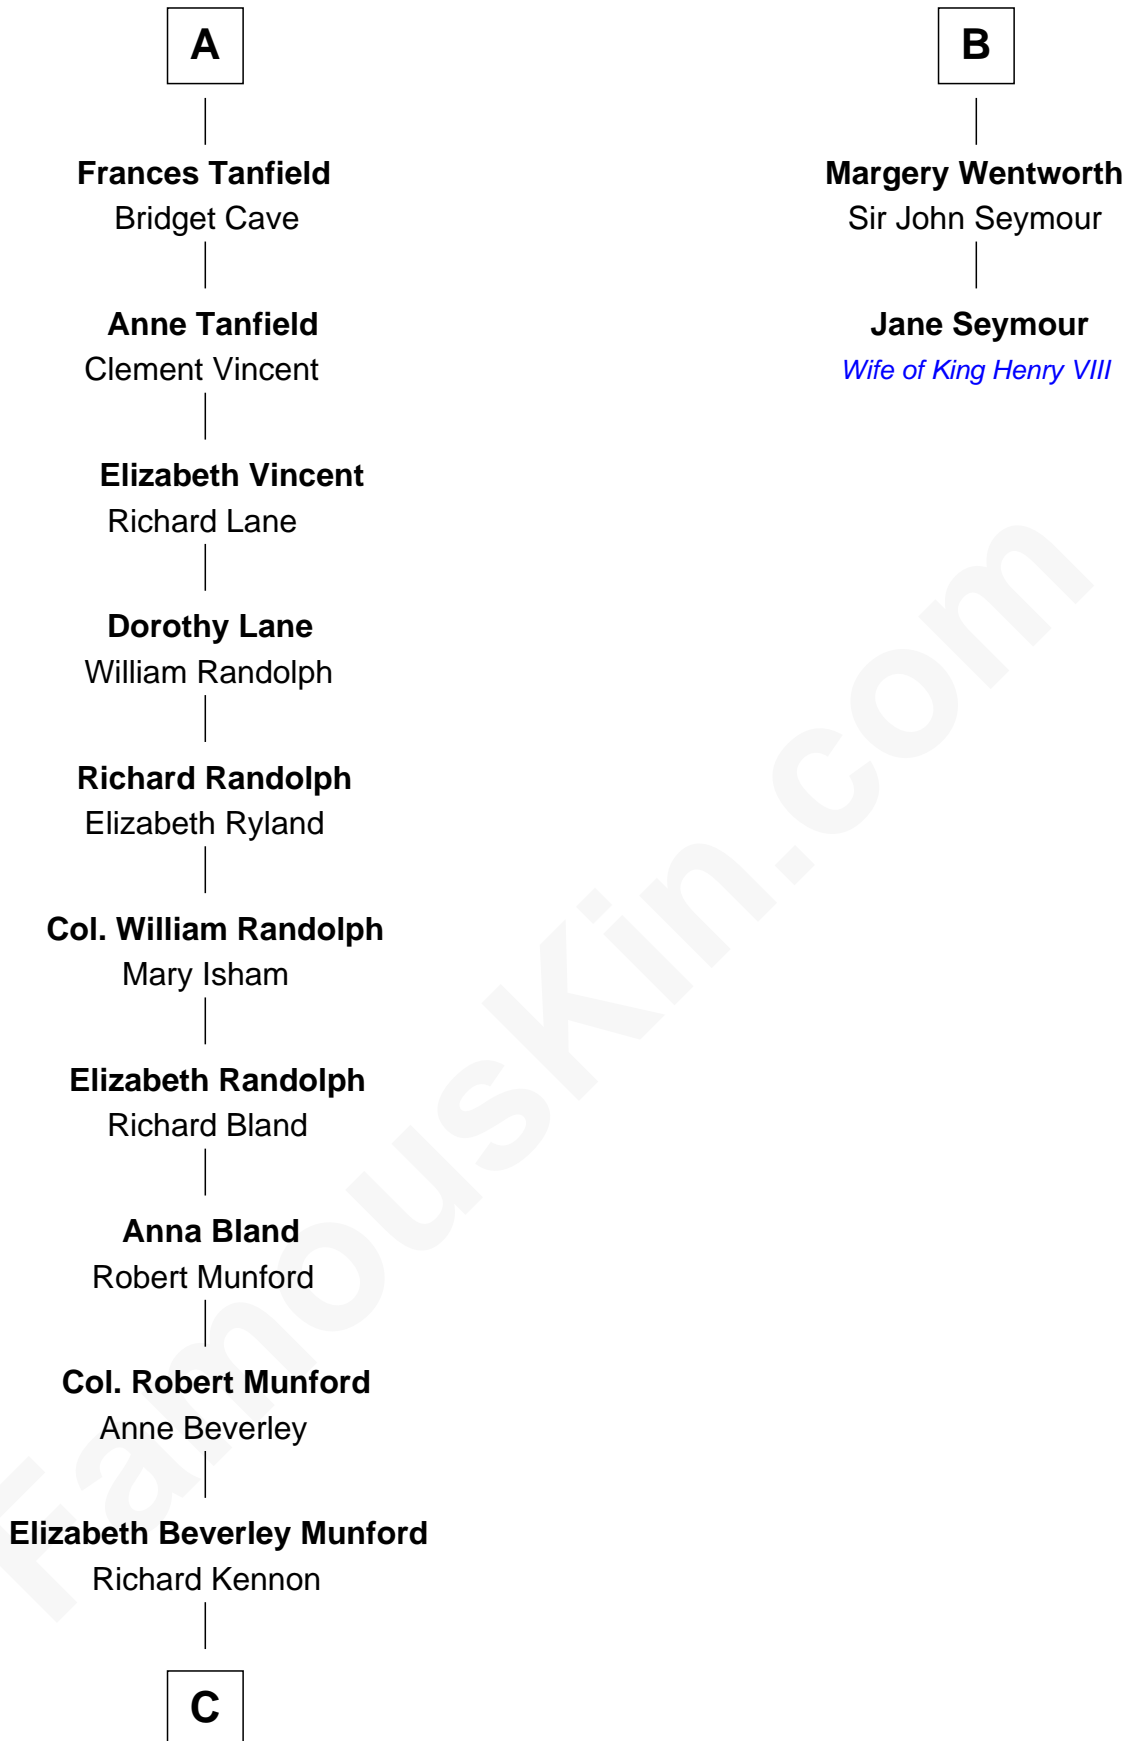 A
Frances Tanfield
Bridget Cave
Anne Tanfield
Clement Vincent
Elizabeth Vincent
Richard Lane
Dorothy Lane
William Randolph
Richard Randolph
Elizabeth Ryland
Col. William Randolph
Mary Isham
Elizabeth Randolph
Richard Bland
Anna Bland
Robert Munford
Col. Robert Munford
Anne Beverley
Elizabeth Beverley Munford
Richard Kennon
C
B
Margery Wentworth
Sir John Seymour
Jane Seymour
Wife of King Henry VIII
FamousKin.com